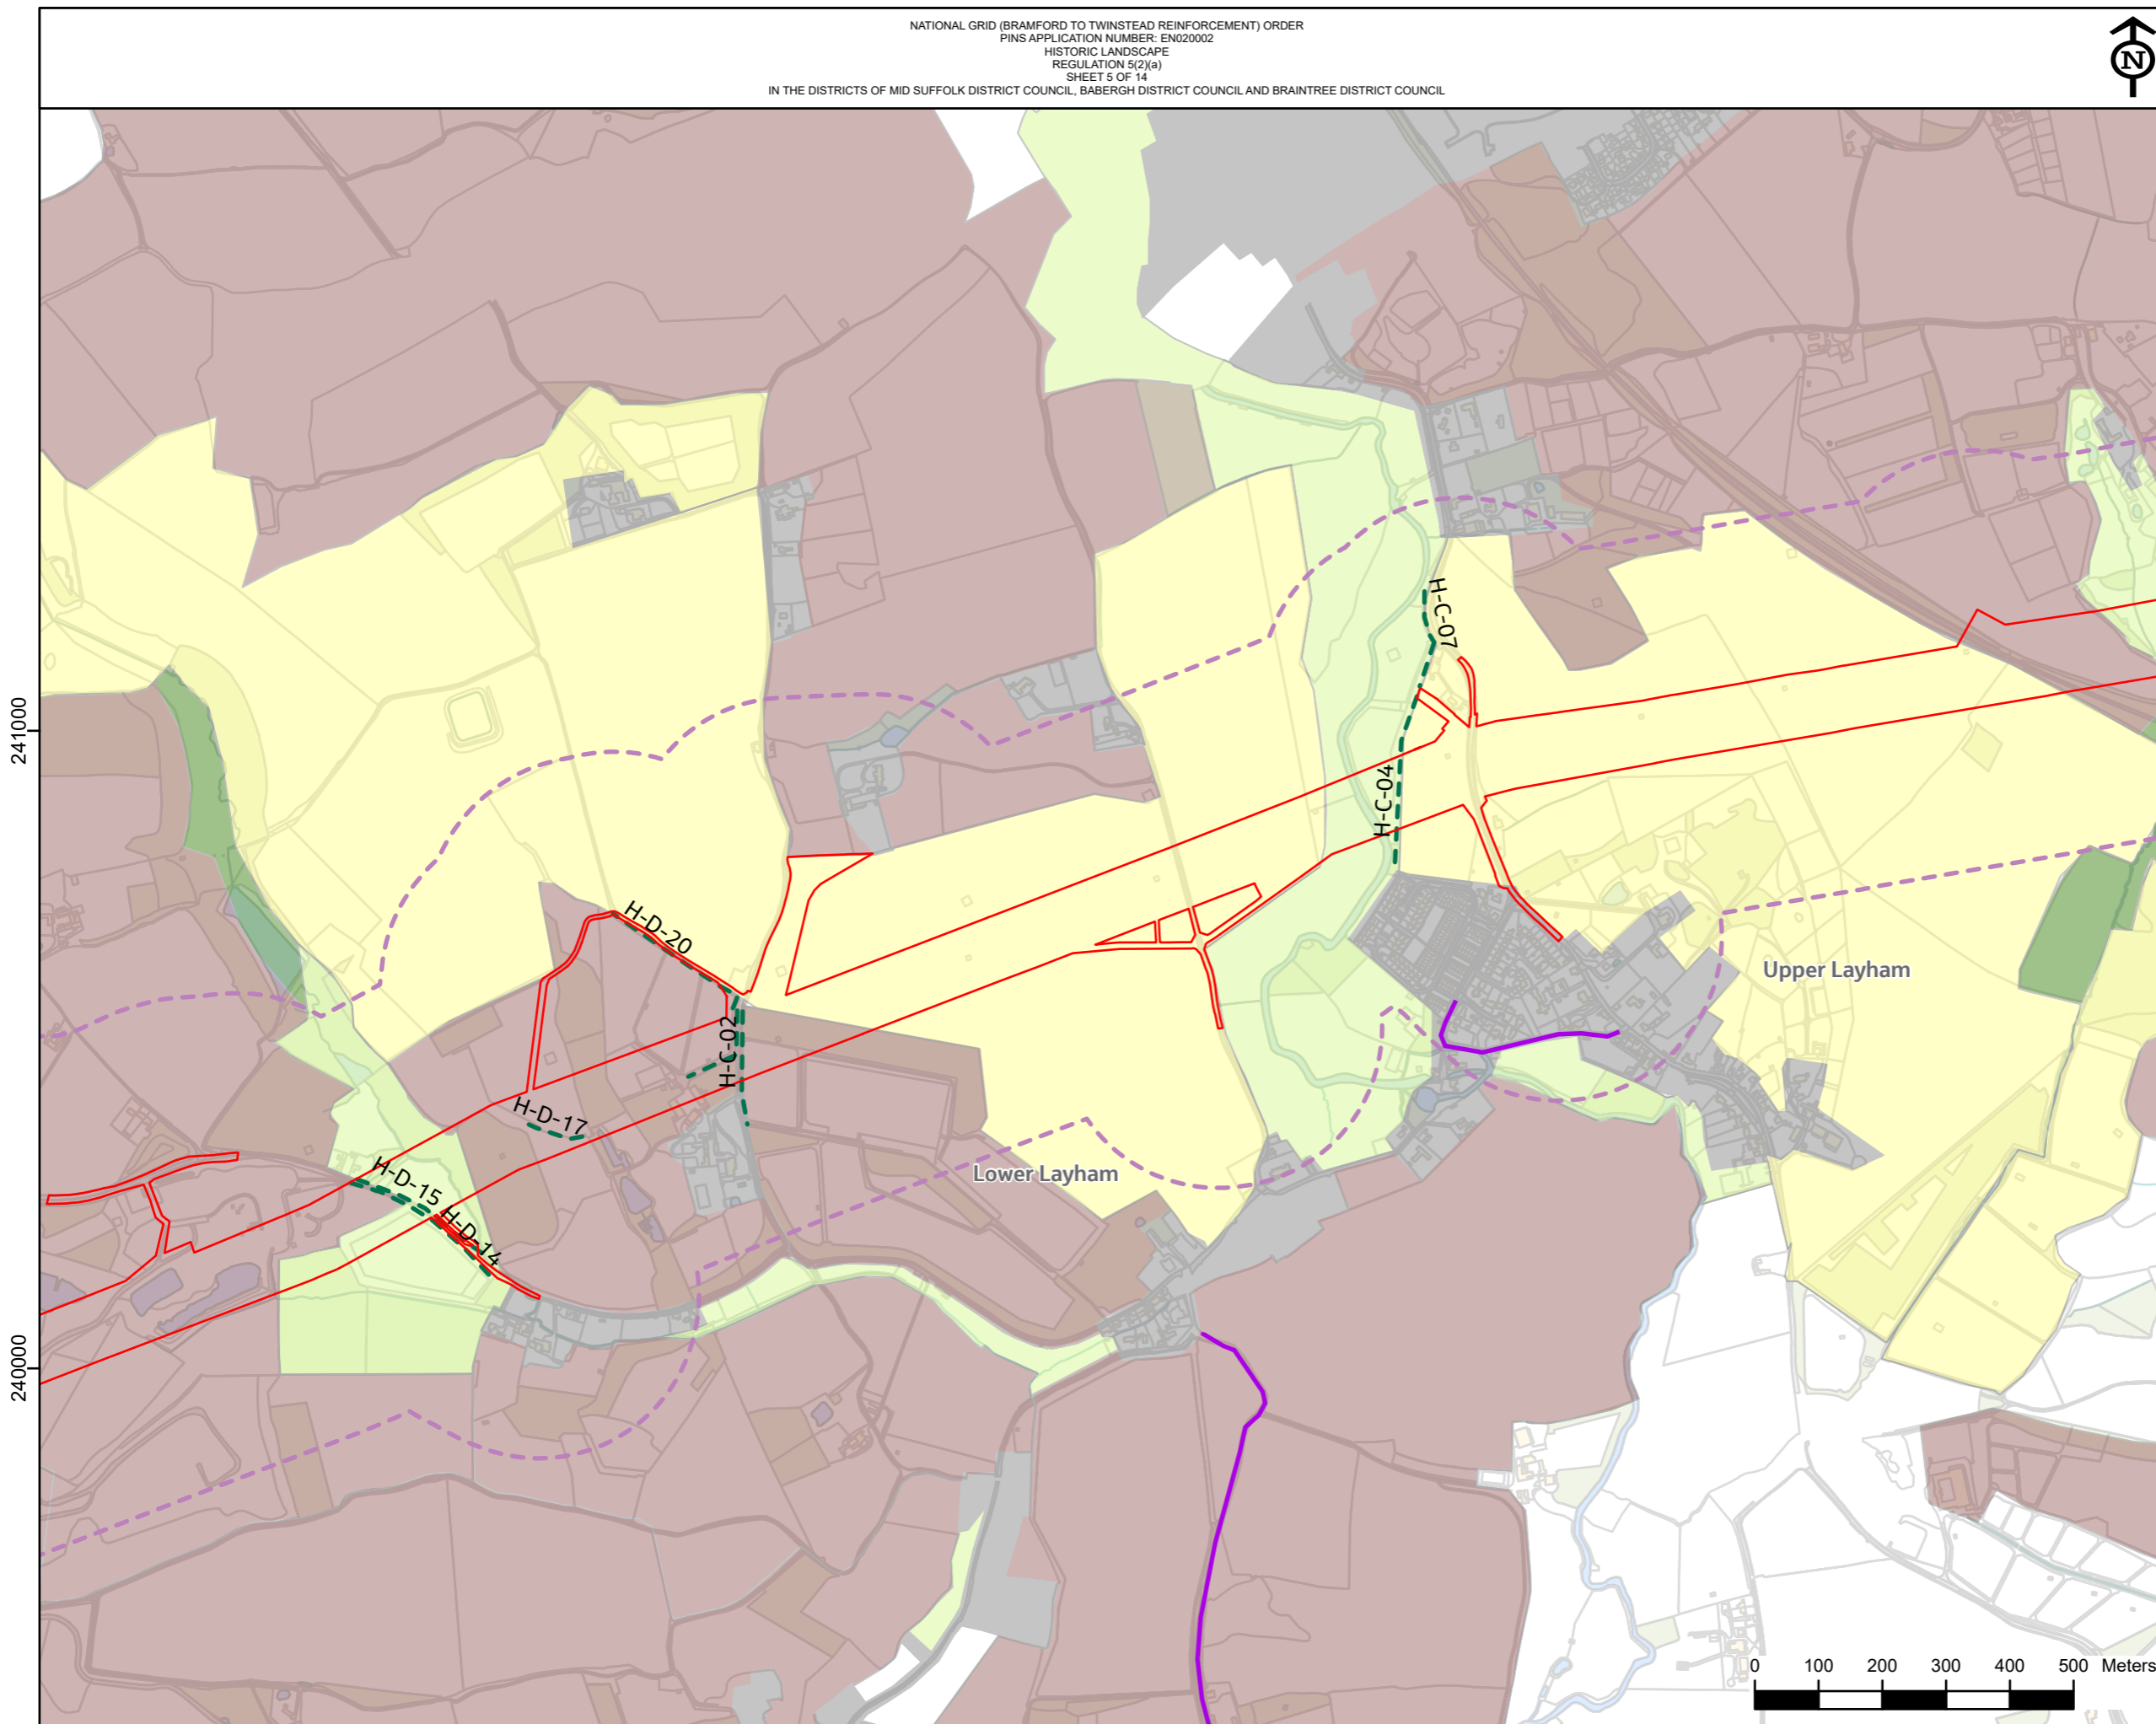 NATIONAL GRID (BRAMFORD TO TWINSTEAD REINFORCEMENT) ORDER
PINS APPLICATION NUMBER: EN020002
HISTORIC LANDSCAPE
REGULATION 5(2)(a)
SHEET 5 OF 14
IN THE DISTRICTS OF MID SUFFOLK DISTRICT COUNCIL, BABERGH DISTRICT COUNCIL AND BRAINTREE DISTRICT COUNCIL
N
H-C-07
241000
H-C-04
H-D-20
Upper Layham
H-C-02
H-D-17
Lower Layham
H-D-15
H-D-14
240000
0 100 200 300 400 500 Meters